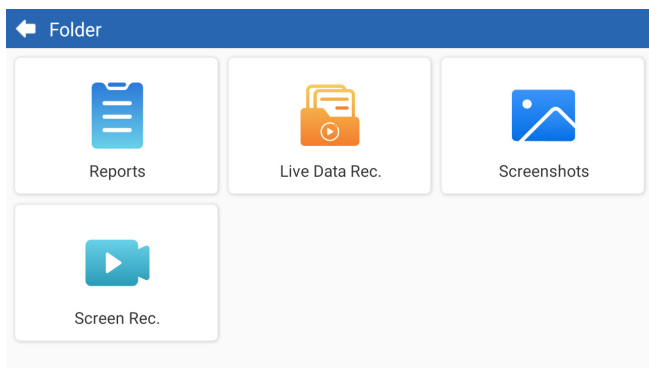 Folder
Reports
Live Data Rec.
Screenshots
Screen Rec.